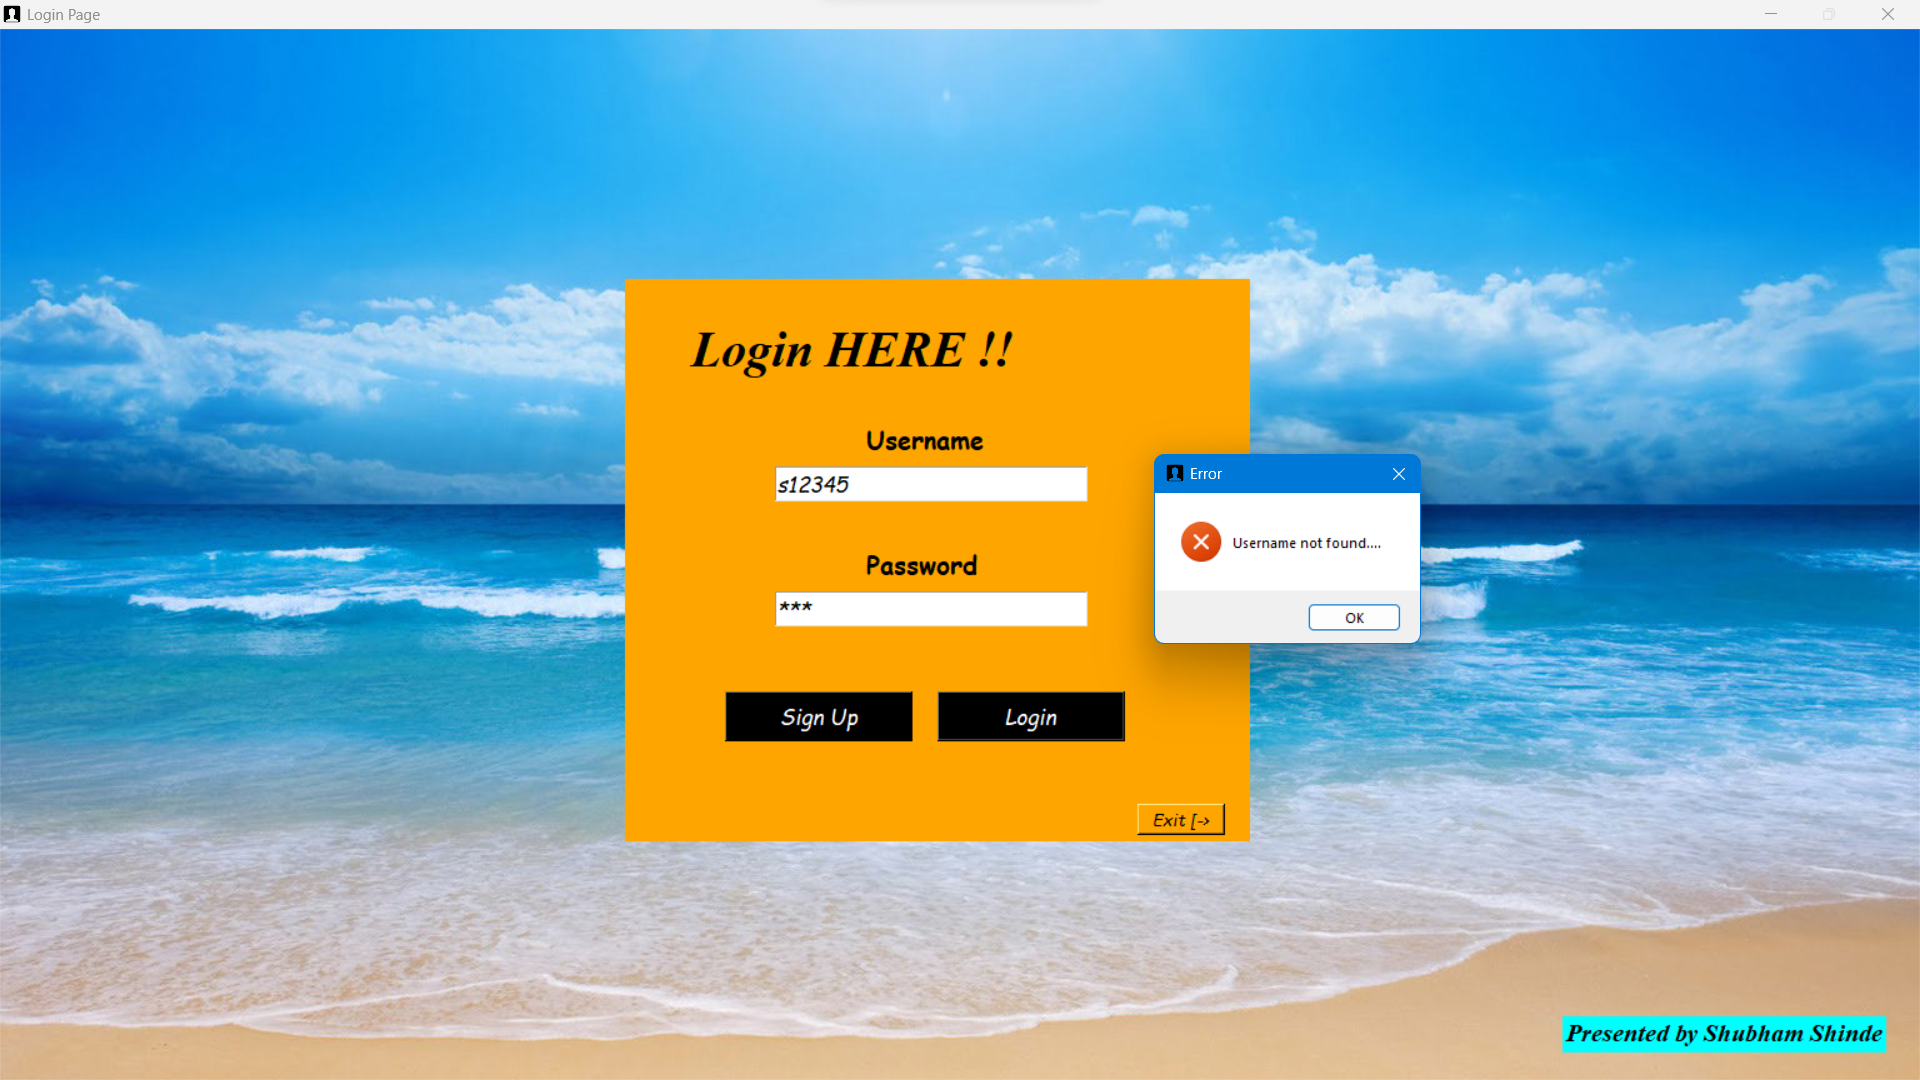 Login Page
Login HERE !!
Username
s12345
Error
Username not found....
Password
***
OK
Sign Up
Login
Exit [->
Presented by Shubham Shinde